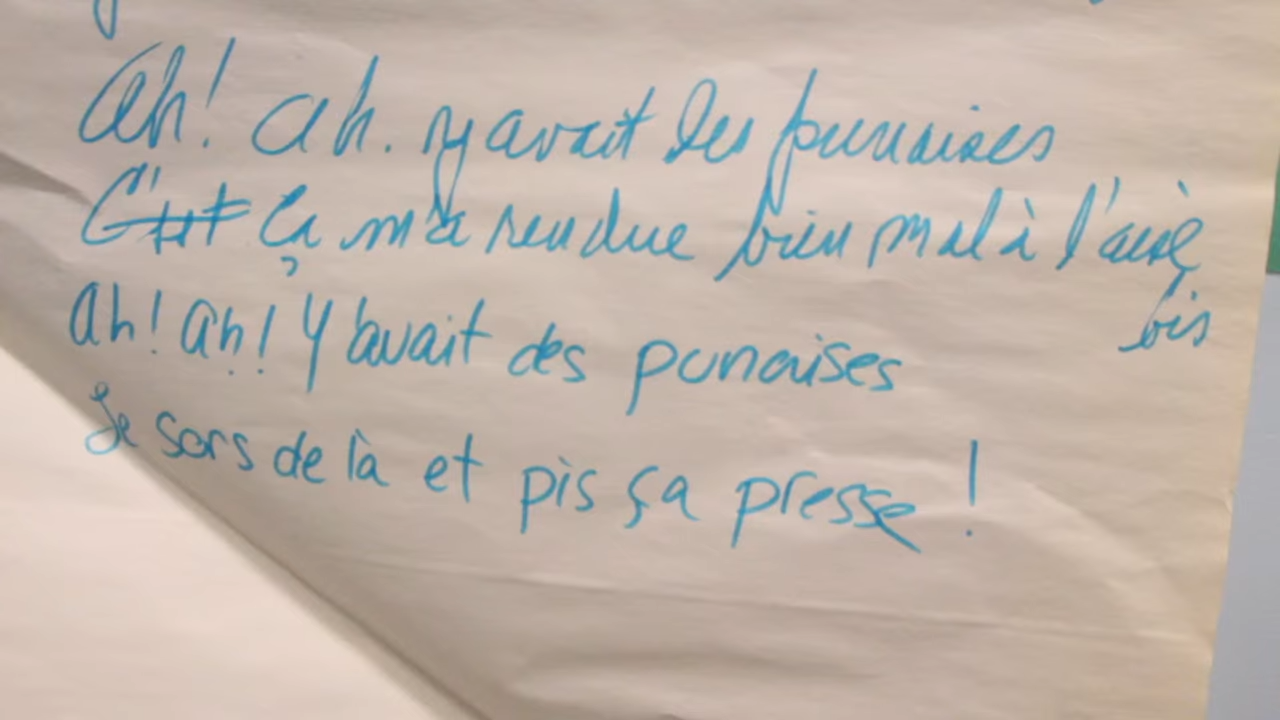 Ah! Ah. y avait des punaises
C'est Ça m'a rendue bien mal à l'aise
bis
Ah! Ah! Y'avait des punaises
Je sors de là et pis ça presse!